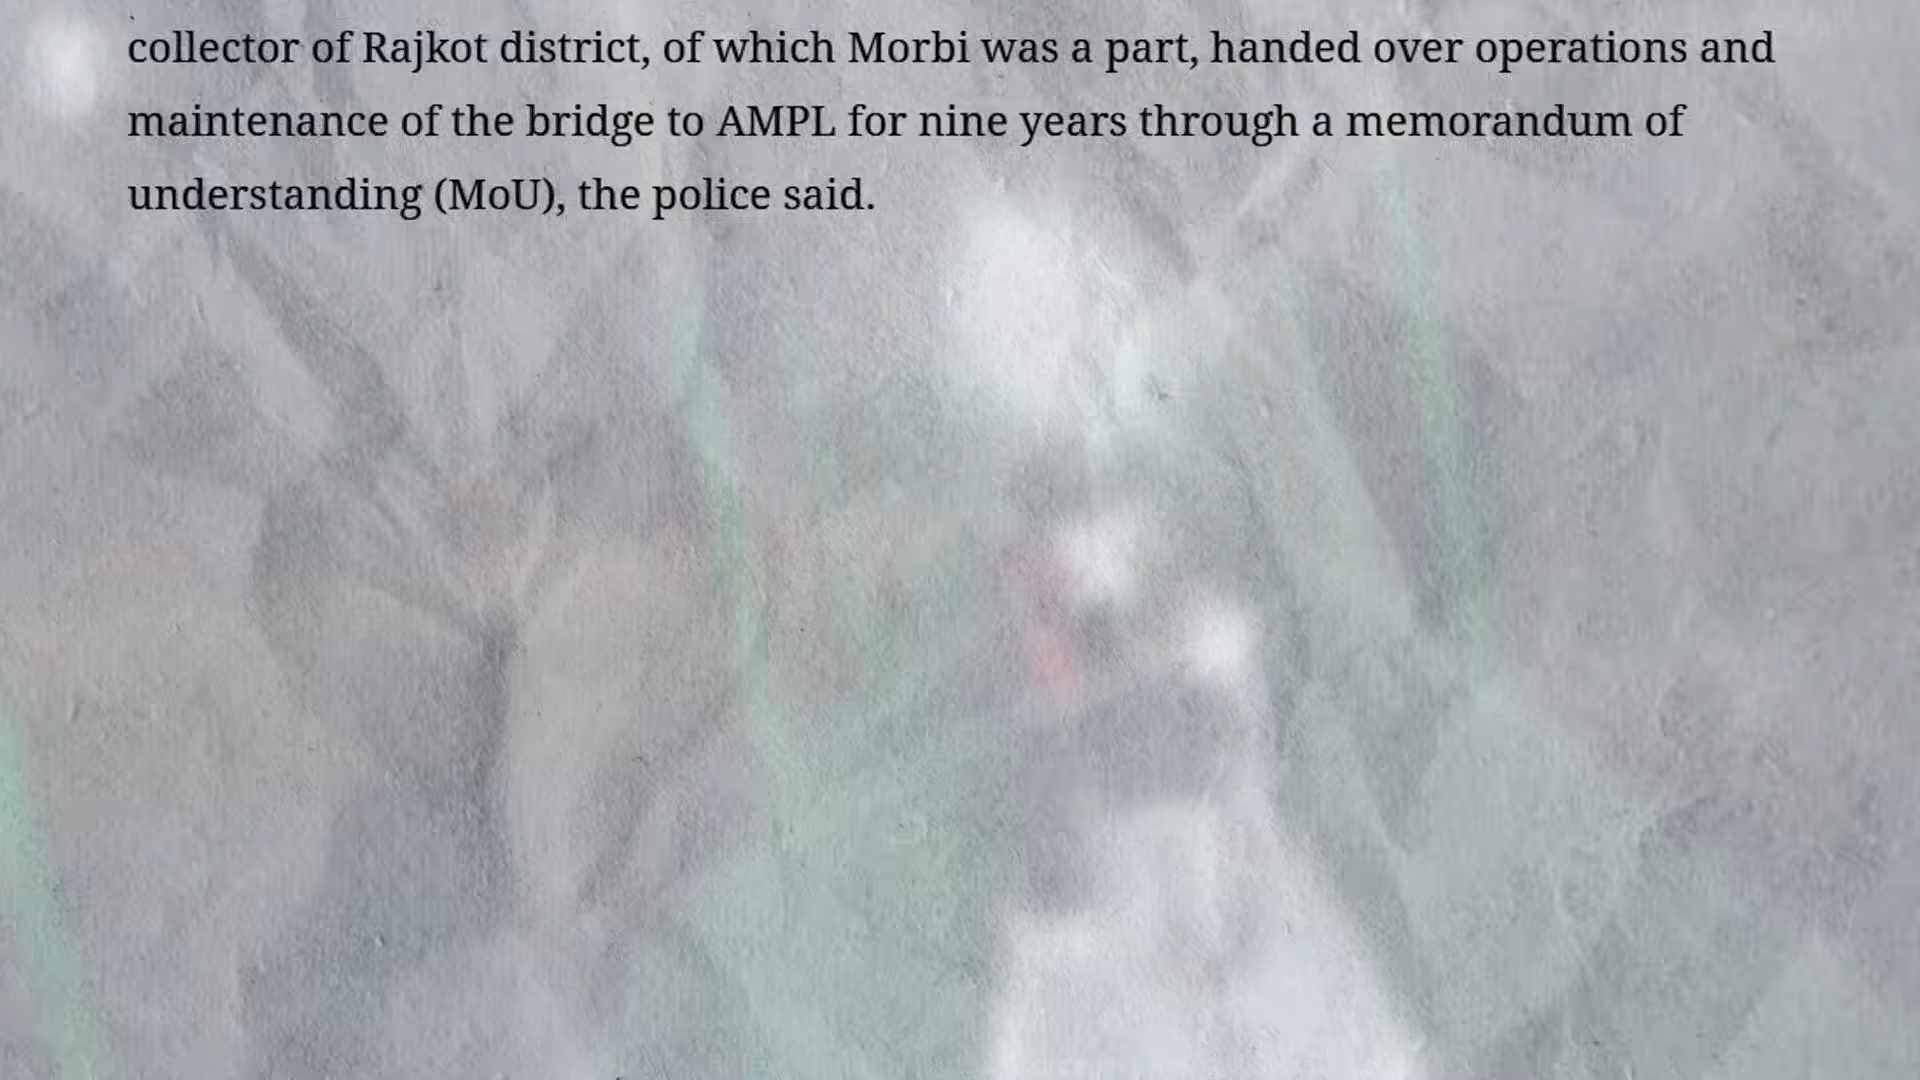 collector of Rajkot district, of which Morbi was a part, handed over operations and
maintenance of the bridge to AMPL for nine years through a memorandum of
understanding (MoU), the police said.